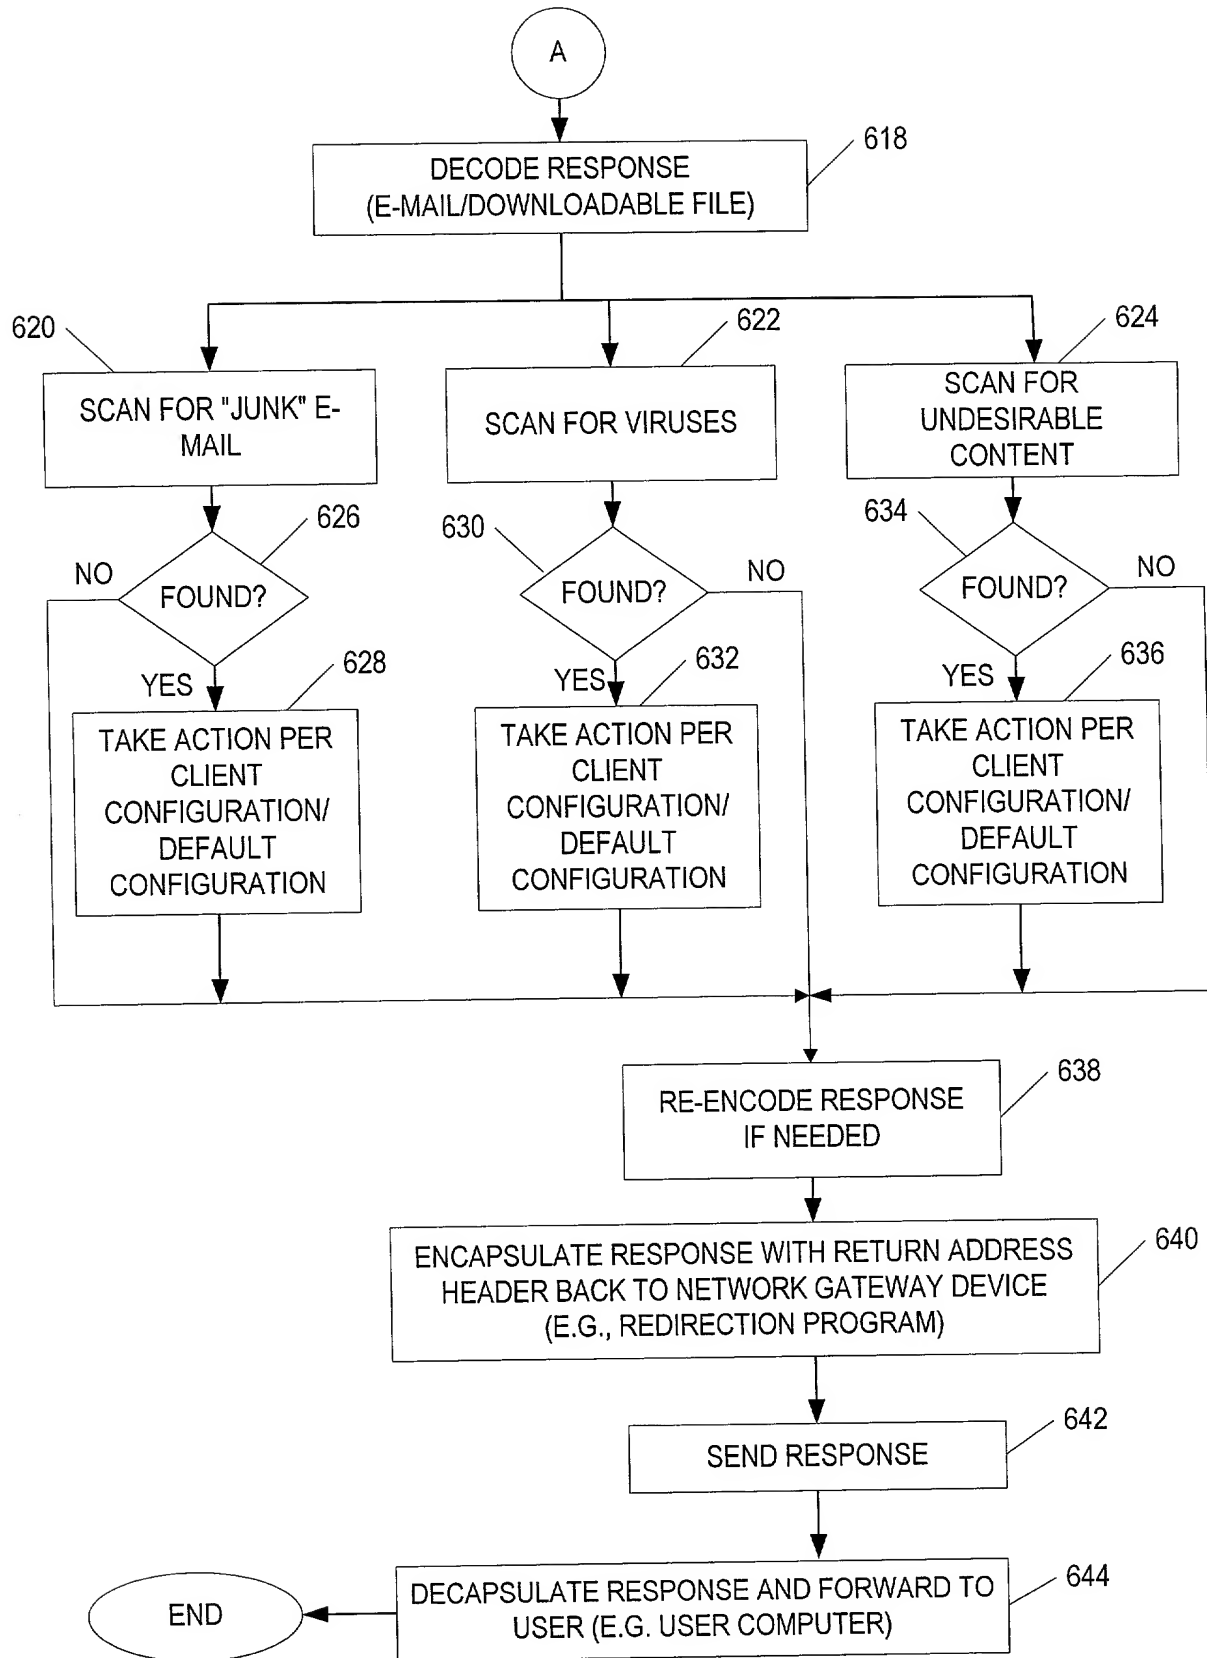 A
618
DECODE RESPONSE
(E-MAIL/DOWNLOADABLE FILE)
620
622
624
SCAN FOR "JUNK" E-
MAIL
SCAN FOR VIRUSES
SCAN FOR
UNDESIRABLE
CONTENT
626
630
634
NO
FOUND?
FOUND?
NO
FOUND?
NO
YES
628
YES
632
YES
636
TAKE ACTION PER
CLIENT
CONFIGURATION/
DEFAULT
CONFIGURATION
TAKE ACTION PER
CLIENT
CONFIGURATION/
DEFAULT
CONFIGURATION
TAKE ACTION PER
CLIENT
CONFIGURATION/
DEFAULT
CONFIGURATION
638
RE-ENCODE RESPONSE
IF NEEDED
640
ENCAPSULATE RESPONSE WITH RETURN ADDRESS
HEADER BACK TO NETWORK GATEWAY DEVICE
(E.G., REDIRECTION PROGRAM)
642
SEND RESPONSE
644
DECAPSULATE RESPONSE AND FORWARD TO
USER (E.G. USER COMPUTER)
END